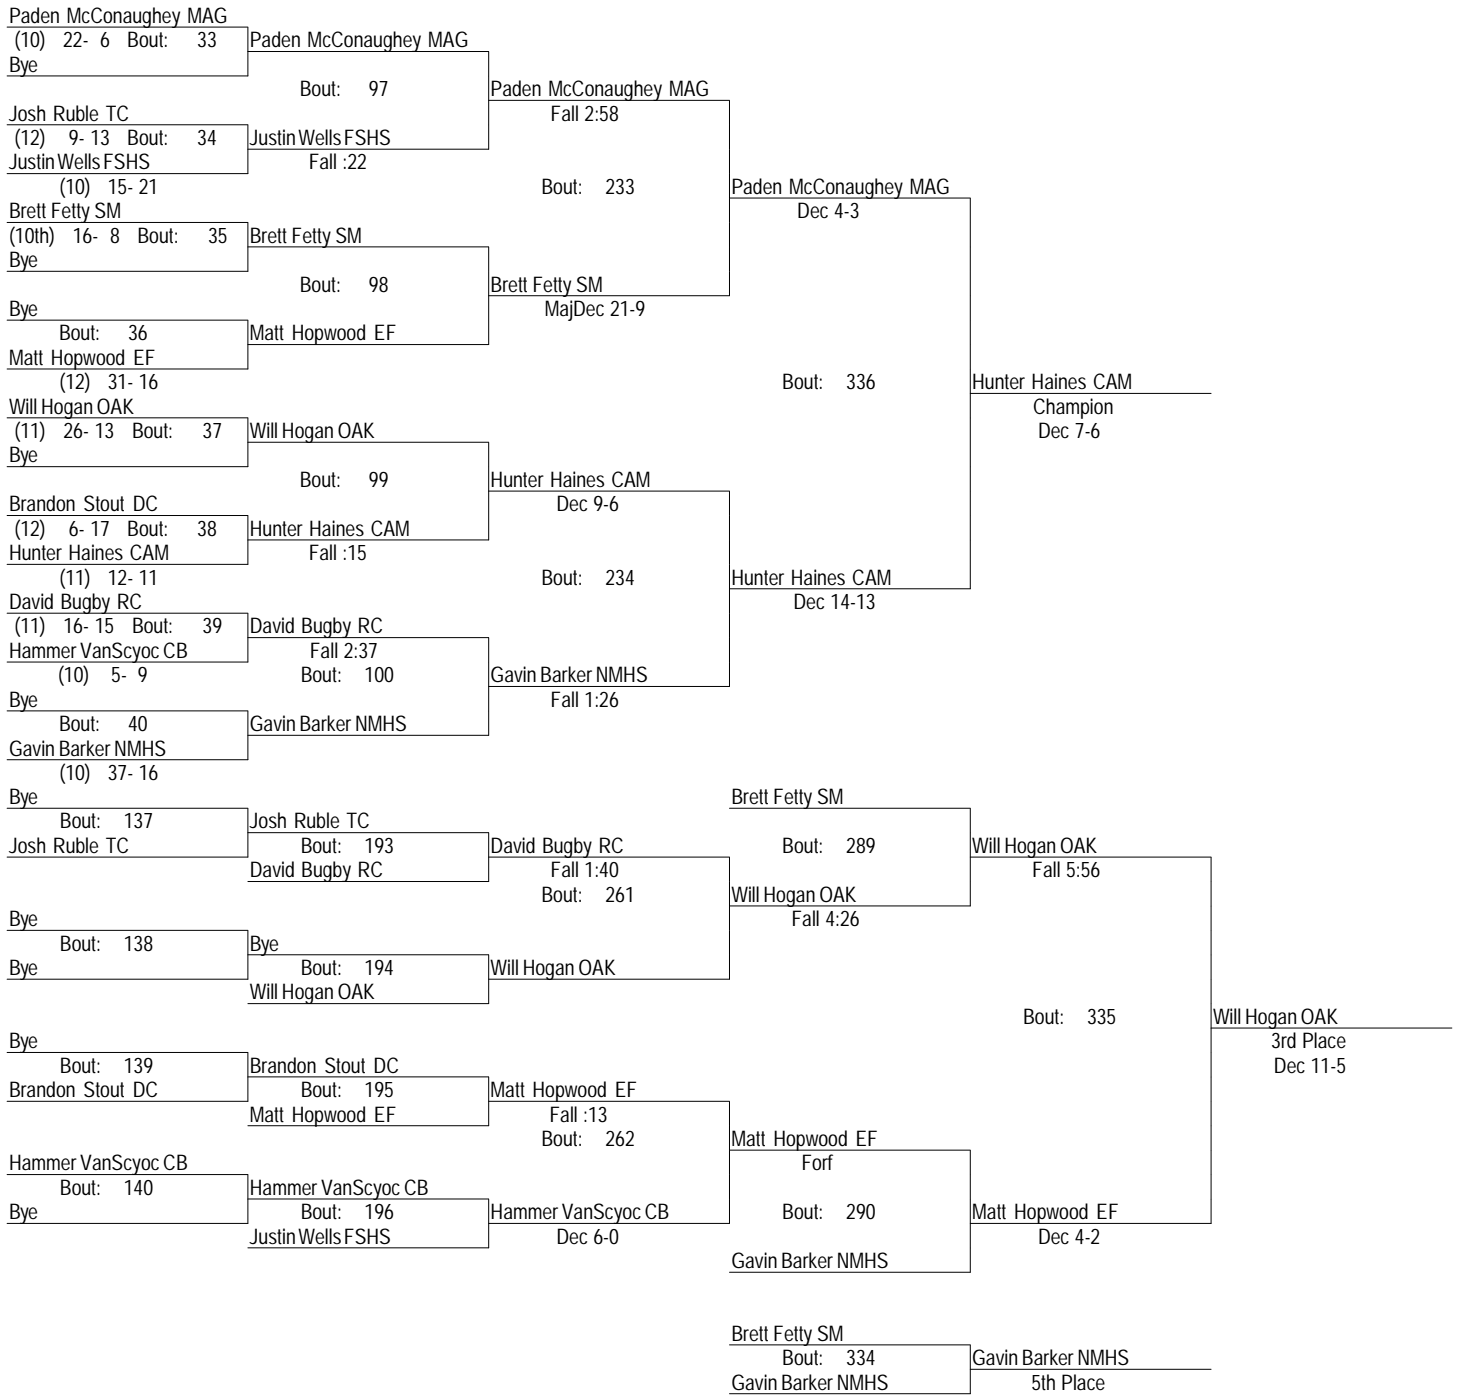 Paden McConaughey MAG
(10) 22- 6 Bout: 33 Paden McConaughey MAG
Bye
Bout: 97 Paden McConaughey MAG
Josh Ruble TC Fall 2:58
(12) 9- 13 Bout: 34 Justin Wells FSHS
Justin Wells FSHS Fall :22
(10) 15- 21 Bout: 233 Paden McConaughey MAG
Brett Fetty SM Dec 4-3
(10th) 16- 8 Bout: 35 Brett Fetty SM
Bye
Bout: 98 Brett Fetty SM
Bye MajDec 21-9
Bout: 36 Matt Hopwood EF
Matt Hopwood EF
(12) 31- 16 Bout: 336 Hunter Haines CAM
Will Hogan OAK Champion
(11) 26- 13 Bout: 37 Will Hogan OAK Dec 7-6
Bye
Bout: 99 Hunter Haines CAM
Brandon Stout DC Dec 9-6
(12) 6- 17 Bout: 38 Hunter Haines CAM
Hunter Haines CAM Fall :15
(11) 12- 11 Bout: 234 Hunter Haines CAM
David Bugby RC Dec 14-13
(11) 16- 15 Bout: 39 David Bugby RC
Hammer VanScyoc CB Fall 2:37
(10) 5- 9 Bout: 100 Gavin Barker NMHS
Bye Fall 1:26
Bout: 40 Gavin Barker NMHS
Gavin Barker NMHS
(10) 37- 16
Bye Brett Fetty SM
Bout: 137 Josh Ruble TC
Josh Ruble TC Bout: 193 David Bugby RC Bout: 289 Will Hogan OAK
David Bugby RC Fall 1:40 Fall 5:56
Bout: 261 Will Hogan OAK
Bye Fall 4:26
Bout: 138 Bye
Bye Bout: 194 Will Hogan OAK
Will Hogan OAK
Bout: 335 Will Hogan OAK
Bye 3rd Place
Bout: 139 Brandon Stout DC Dec 11-5
Brandon Stout DC Bout: 195 Matt Hopwood EF
Matt Hopwood EF Fall :13
Bout: 262 Matt Hopwood EF
Hammer VanScyoc CB Forf
Bout: 140 Hammer VanScyoc CB
Bye Bout: 196 Hammer VanScyoc CB Bout: 290 Matt Hopwood EF
Justin Wells FSHS Dec 6-0 Dec 4-2
Gavin Barker NMHS
Brett Fetty SM
Bout: 334 Gavin Barker NMHS
Gavin Barker NMHS 5th Place